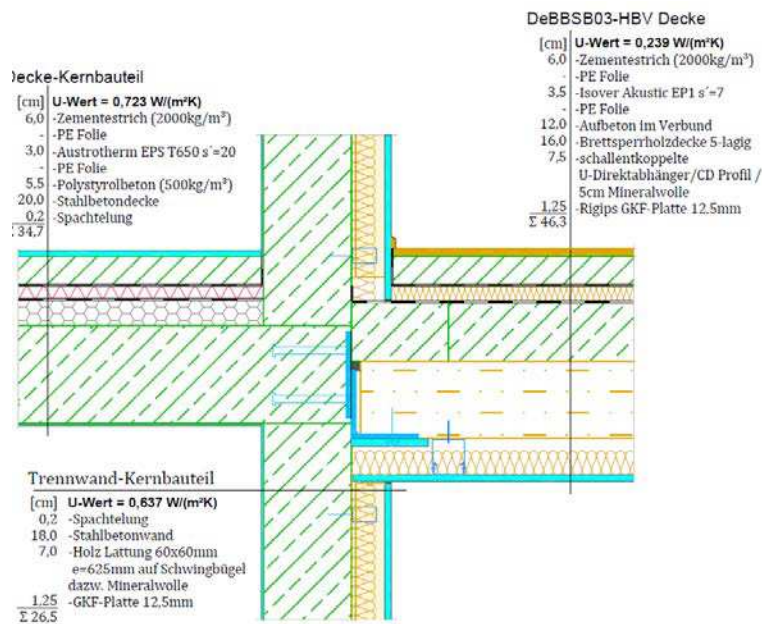 Decke-Kernbauteil
[cm] U-Wert = 0,723 W/(m²K)
6,0 -Zementestrich (2000kg/m³)
- -PE Folie
3,0 -Austrotherm EPS T650 s´=20
- -PE Folie
5,5 -Polystyrolbeton (500kg/m³)
20,0 -Stahlbetondecke
0,2 -Spachtelung
Σ 34,7
DeBBSB03-HBV Decke
[cm] U-Wert = 0,239 W/(m²K)
6,0 -Zementestrich (2000kg/m³)
- -PE Folie
3,5 -Isover Akustic EP1 s´=7
- -PE Folie
12.0 -Aufbeton im Verbund
16.0 -Brettsperrholzdecke 5-lagig
7,5 -schallentkoppelte
U-Direktabhänger/CD Profil /
5cm Mineralwolle
1,25 -Rigips GKF-Platte 12.5mm
Σ 46,3
Trennwand-Kernbauteil
[cm] U-Wert = 0,637 W/(m²K)
0,2 -Spachtelung
18,0 -Stahlbetonwand
7,0 -Holz Lattung 60x60mm
e=625mm auf Schwingbügel
dazw. Mineralwolle
1,25 -GKF-Platte 12,5mm
Σ 26,5